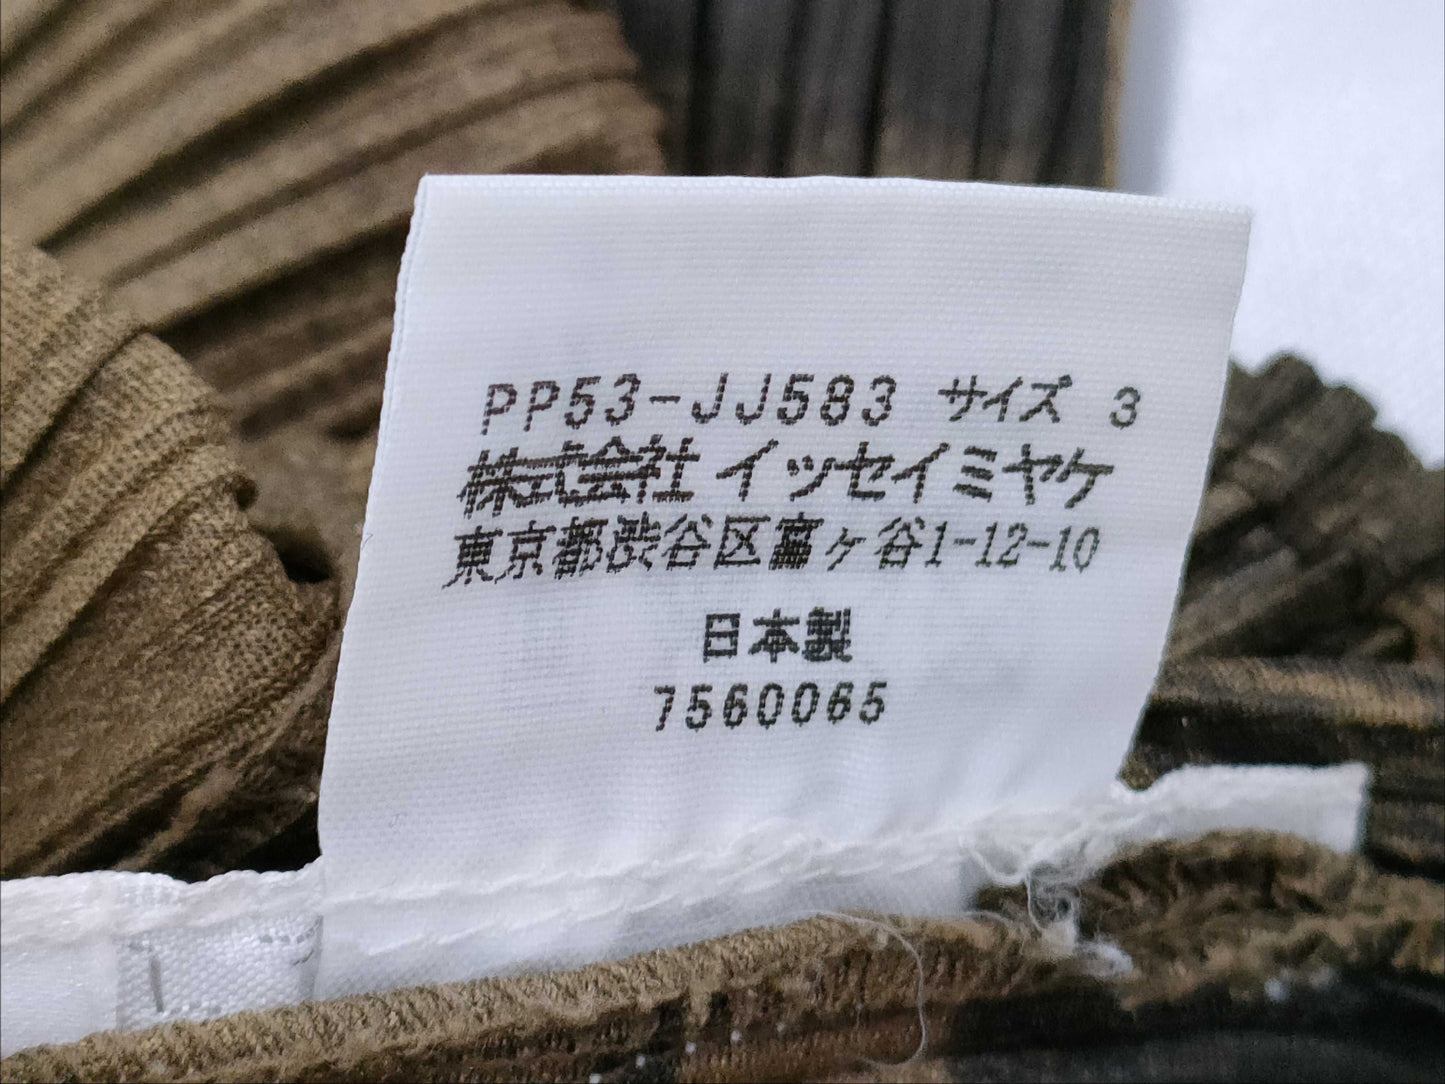 PP53-JJ583 サイズ 3
株式会社 イッセイミヤケ
東京都渋谷区富ヶ谷1-12-10
日本製
7560065